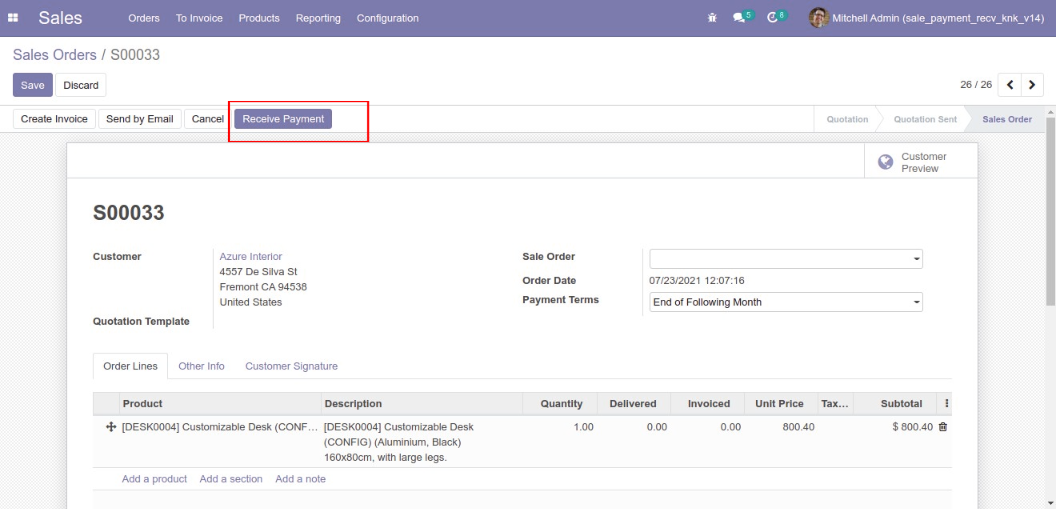 Sales Orders To Invoice Products Reporting Configuration 5 6 Mitchell Admin (sale_payment_recv_knk_v14)
Sales Orders / S00033
Save Discard 26 / 26
Create Invoice Send by Email Cancel Receive Payment Quotation Quotation Sent Sales Order
Customer
Preview
S00033
Customer Azure Interior Sale Order
4557 De Silva St
Fremont CA 94538 Order Date 07/23/2021 12:07:16
United States Payment Terms End of Following Month
Quotation Template
Order Lines Other Info Customer Signature
Product Description Quantity Delivered Invoiced Unit Price Tax... Subtotal
[DESK0004] Customizable Desk (CONF... [DESK0004] Customizable Desk 1.00 0.00 0.00 800.40 $ 800.40
(CONFIG) (Aluminium, Black)
160x80cm, with large legs.
Add a product Add a section Add a note